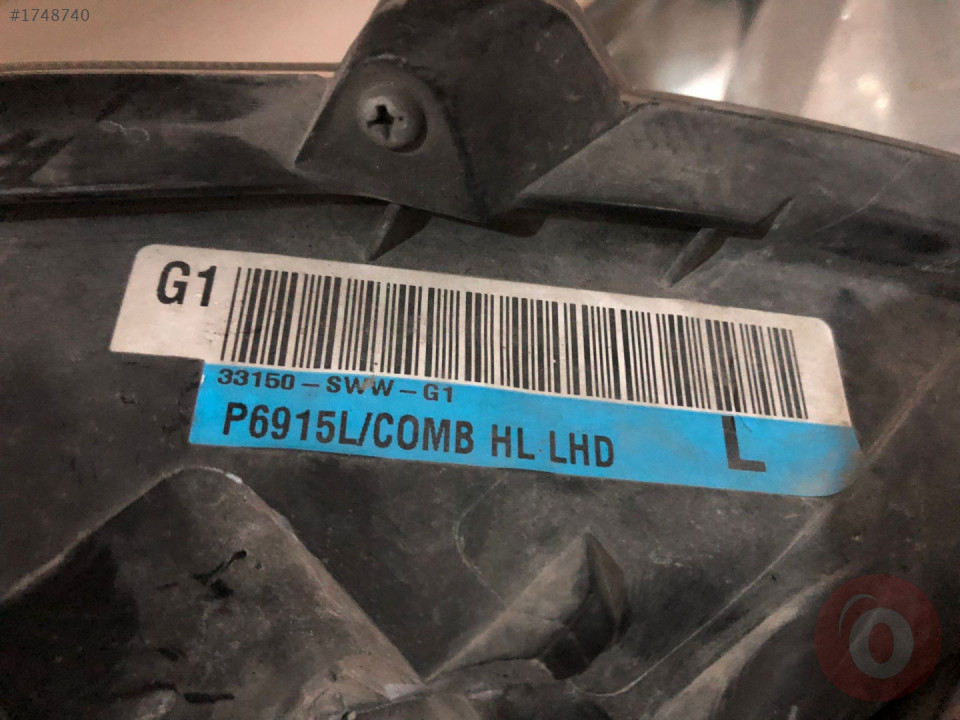 #1748740
G1
33150-SWW-G1
P6915L/COMB HL LHD
L